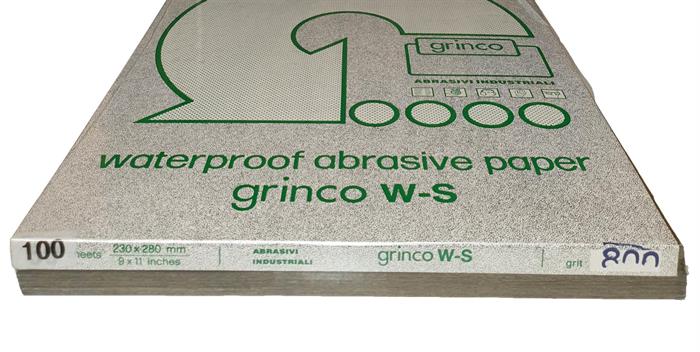 grinco
ABRASIVI INDUSTRIALI
waterproof abrasive paper
grinco W-S
100 heets
230 x 280 mm
9 x 11 inches
ABRASIVI
INDUSTRIALI
grinco W-S
grit 800